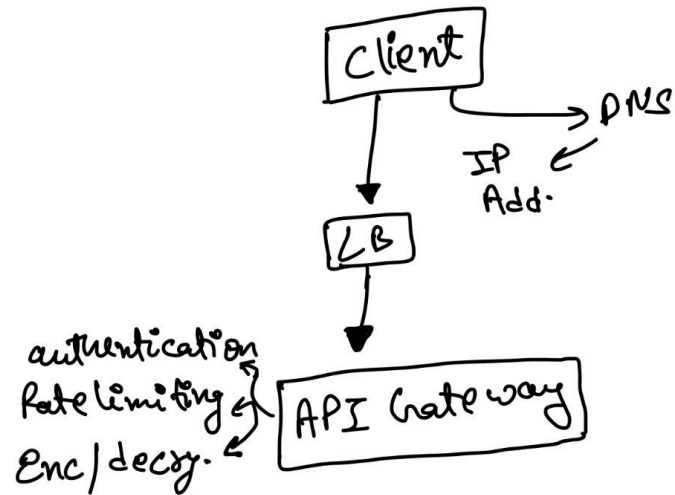 Client
DNS
IP
Add.
LB
authentication
Rate limiting
Enc/decry.
API Gateway